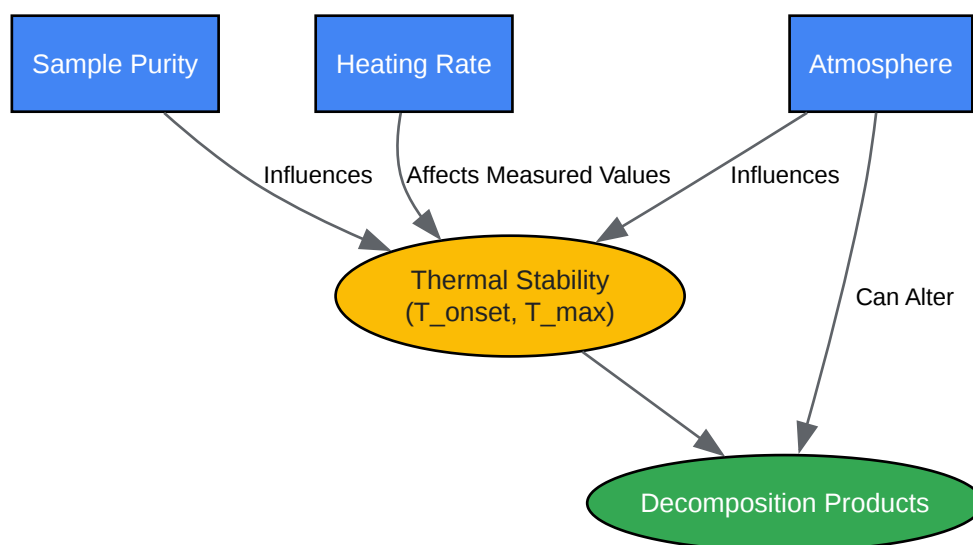 Sample Purity
Heating Rate
Atmosphere
Influences
Affects Measured Values
Influences
Thermal Stability
(T_onset, T_max)
Can Alter
Decomposition Products